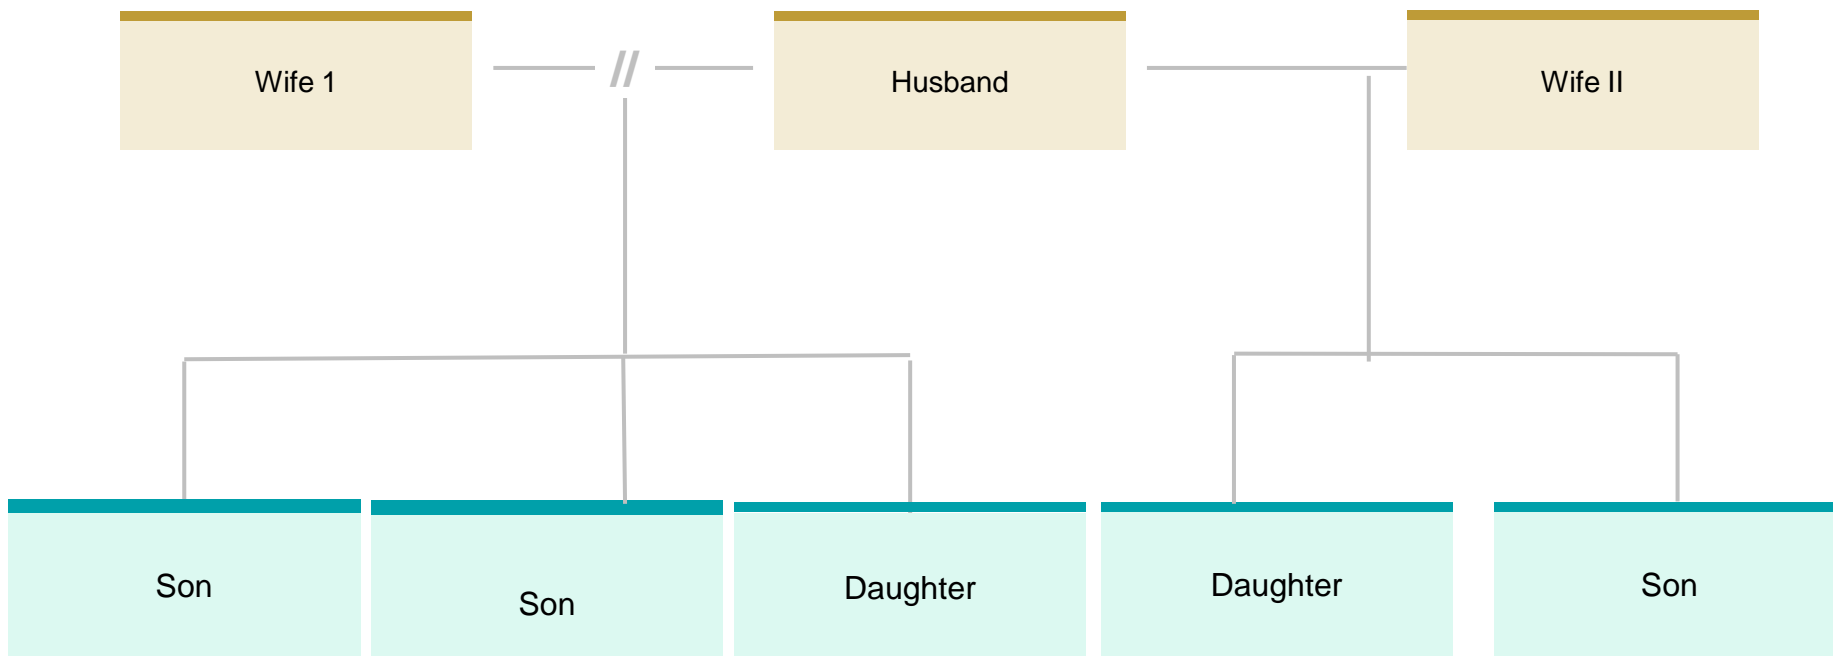 Wife 1
Husband
Wife II
Son
Son
Daughter
Daughter
Son